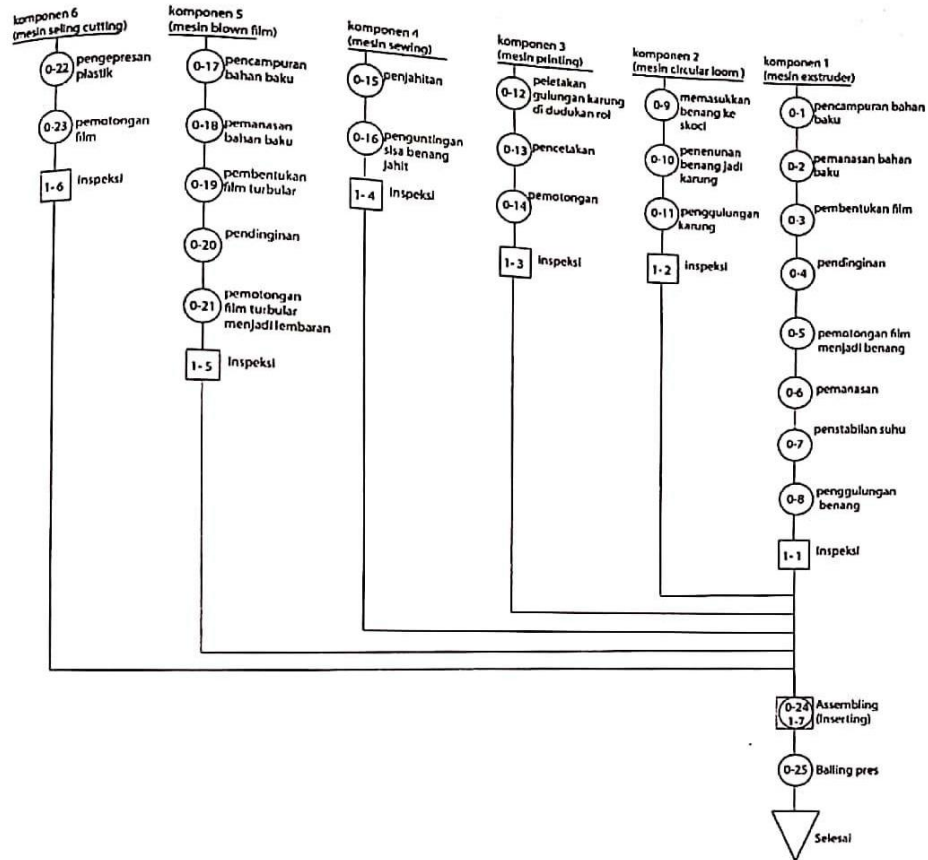 komponen 6
(mesin seling cutting)
0-22
pengepresan
plastik
0-23
pemotongan
film
1-6
Inspeksi
komponen 5
(mesin blown film)
0-17
pencampuran
bahan baku
0-18
pemanasan
bahan baku
0-19
pembentukan
film turbular
0-20
pendinginan
0-21
pemotongan
film turbular
menjadi lembaran
1-5
Inspeksi
komponen 4
(mesin sewing)
0-15
penjahitan
0-16
penguntingan
sisa benang
jahit
1-4
Inspeksi
komponen 3
(mesin printing)
0-12
peletakan
gulungan karung
di dudukan rol
0-13
pencetakan
0-14
pemotongan
1-3
Inspeksi
komponen 2
(mesin circular loom)
0-9
memasukkan
benang ke
skoci
0-10
penenunan
benang jadi
karung
0-11
penggulungan
karung
1-2
Inspeksi
komponen 1
(mesin exstruder)
0-1
pencampuran bahan
baku
0-2
pemanasan bahan
baku
0-3
pembentukan film
0-4
pendinginan
0-5
pemotongan film
menjadi benang
0-6
pemanasan
0-7
penstabilan suhu
0-8
penggulungan
benang
1-1
Inspeksi
0-24
1-7
Assembling
(Inserting)
0-25
Balling pres
Selesai